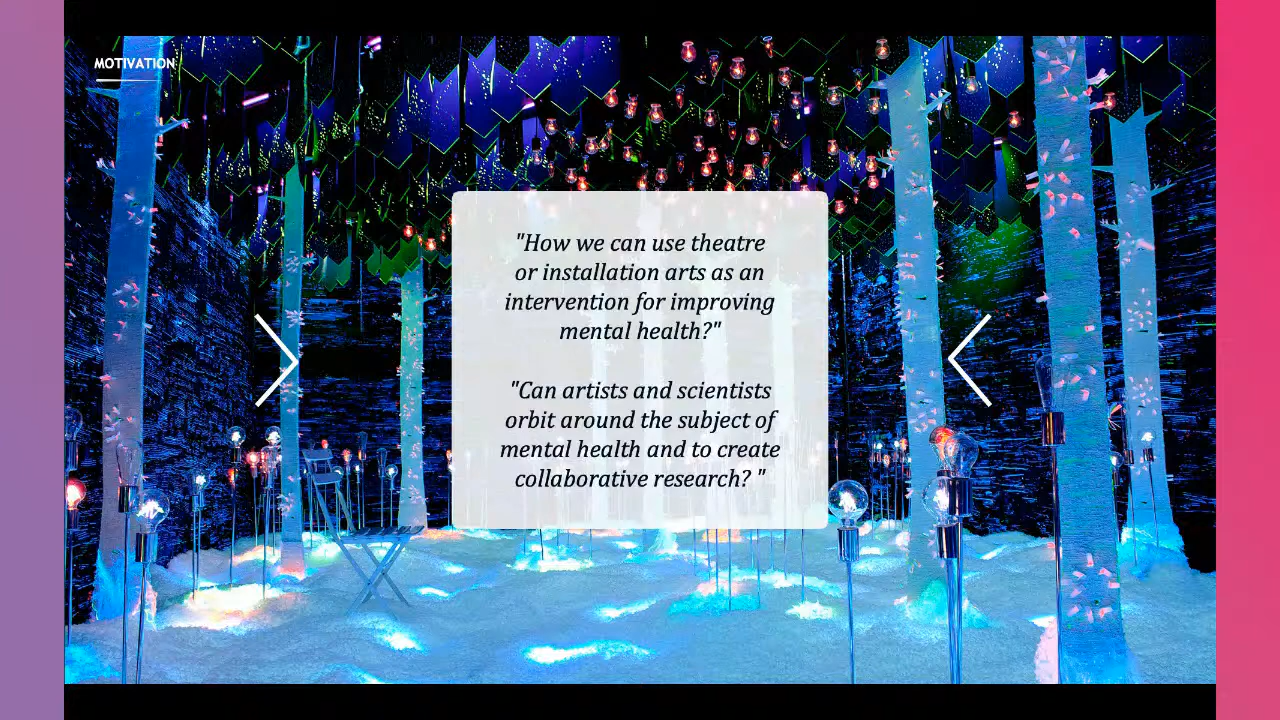 MOTIVATION
"How we can use theatre
or installation arts as an
intervention for improving
mental health?"
"Can artists and scientists
orbit around the subject of
mental health and to create
collaborative research? "